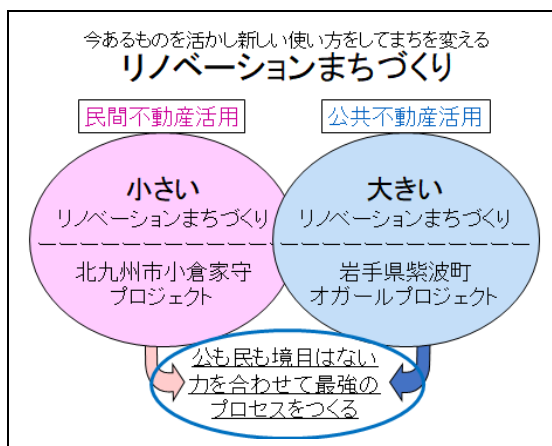 今あるものを活かし新しい使い方をしてまちを変える
リノベーションまちづくり
民間不動産活用
公共不動産活用
小さい
リノベーションまちづくり
北九州市小倉家守
プロジェクト
大きい
リノベーションまちづくり
岩手県紫波町
オガールプロジェクト
公も民も境目はない
力を合わせて最強の
プロセスをつくる